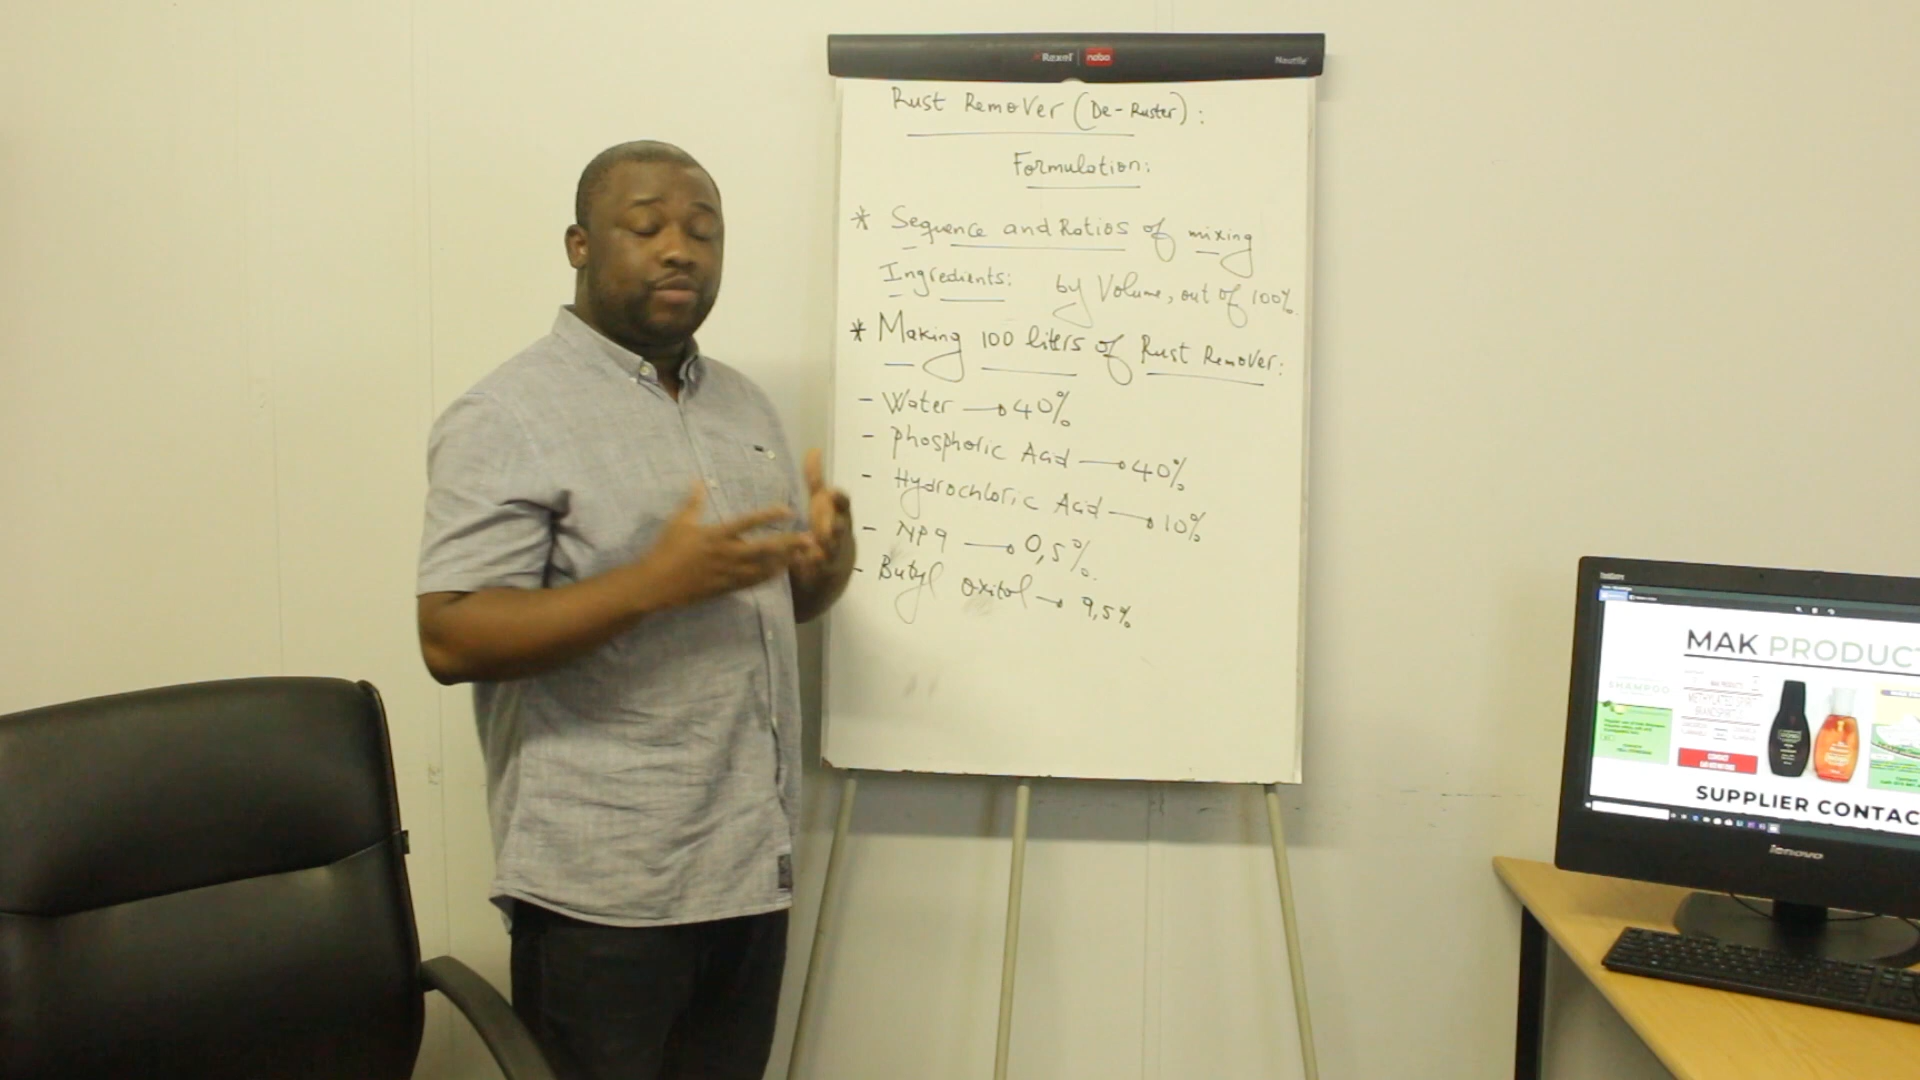 Rexel nobo Nautile
Rust Remover (De-Ruster):
Formulation:
* Sequence and Ratios of mixing
Ingredients: by Volume, out of 100%.
* Making 100 liters of Rust Remover:
- Water → 40%
- phosphoric Acid → 40%
- Hydrochloric Acid → 10%
- NP9 → 0,5%.
- Butyl oxitol → 9,5%
MAK PRODUCT
SHAMPOO
SUPPLIER CONTAC
lenovo